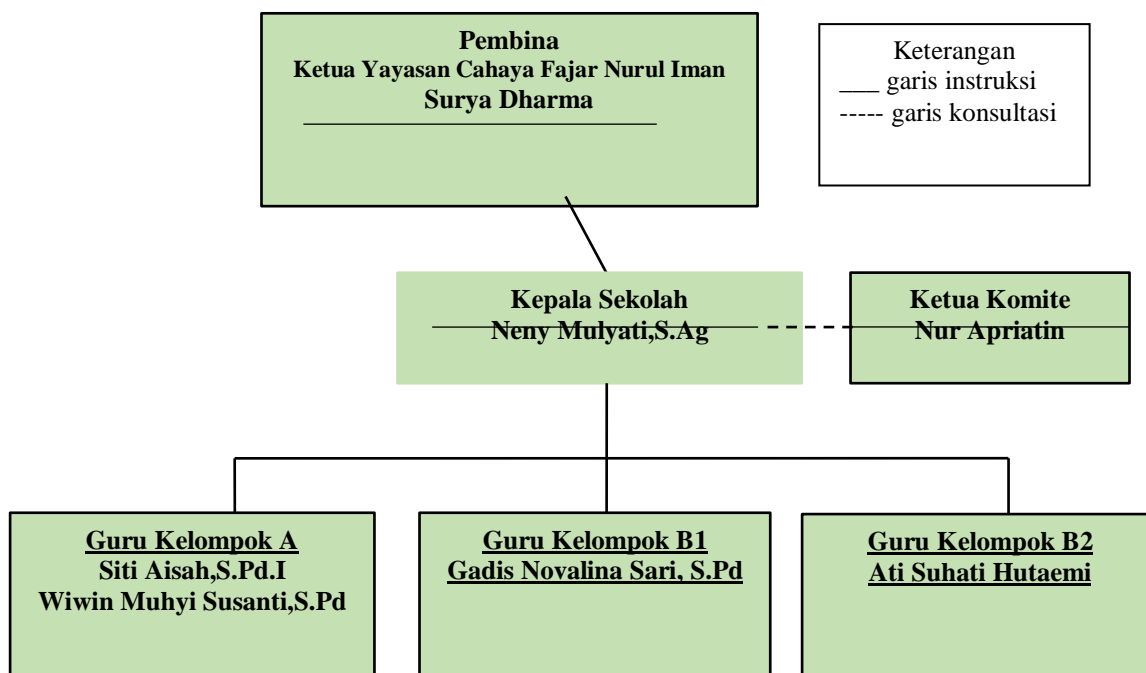 Pembina
Ketua Yayasan Cahaya Fajar Nurul Iman
Surya Dharma
Keterangan
___ garis instruksi
----- garis konsultasi
Kepala Sekolah
Neny Mulyati,S.Ag
Ketua Komite
Nur Apriatin
Guru Kelompok A
Siti Aisah,S.Pd.I
Wiwin Muhyi Susanti,S.Pd
Guru Kelompok B1
Gadis Novalina Sari, S.Pd
Guru Kelompok B2
Ati Suhati Hutaemi